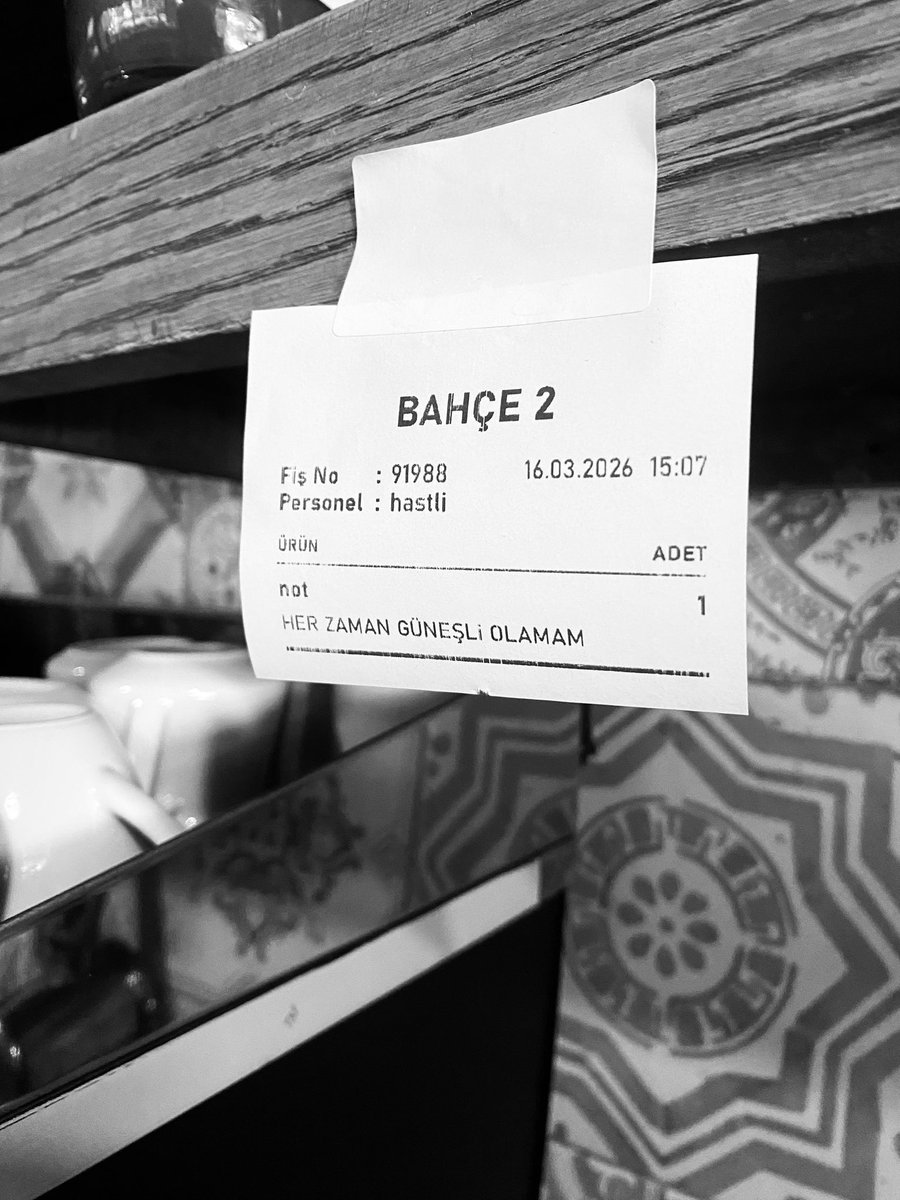 BAHÇE 2
Fiş No : 91988 16.03.2026 15:07
Personel : hastli
ÜRÜN ADET
not 1
HER ZAMAN GÜNEŞLi OLAMAM